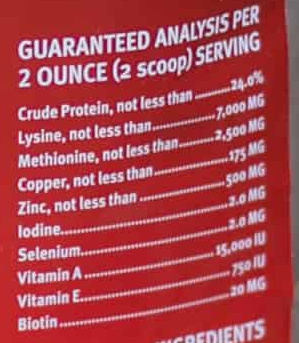 GUARANTEED ANALYSIS PER
2 OUNCE (2 scoop) SERVING
Crude Protein, not less than ..........24.0%
Lysine, not less than..................7,000 MG
Methionine, not less than.........2,500 MG
Copper, not less than....................175 MG
Zinc, not less than ......................500 MG
Iodine.........................................2.0 MG
Selenium....................................2.0 MG
Vitamin A ................................15,000 IU
Vitamin E...................................750 IU
Biotin..........................................20 MG
INGREDIENTS